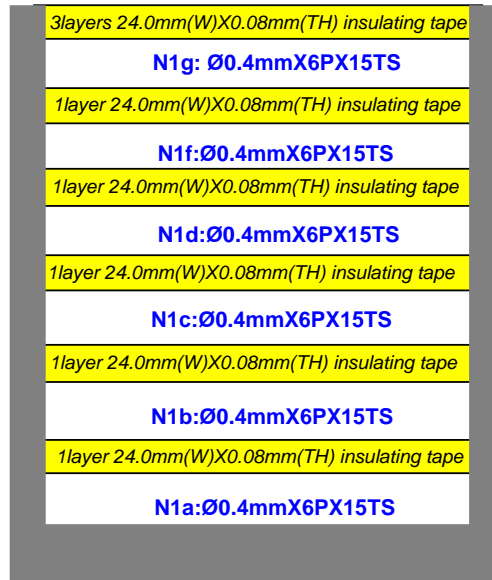 3layers 24.0mm(W)X0.08mm(TH) insulating tape
N1g: Ø0.4mmX6PX15TS
1layer 24.0mm(W)X0.08mm(TH) insulating tape
N1f:Ø0.4mmX6PX15TS
1layer 24.0mm(W)X0.08mm(TH) insulating tape
N1d:Ø0.4mmX6PX15TS
1layer 24.0mm(W)X0.08mm(TH) insulating tape
N1c:Ø0.4mmX6PX15TS
1layer 24.0mm(W)X0.08mm(TH) insulating tape
N1b:Ø0.4mmX6PX15TS
1layer 24.0mm(W)X0.08mm(TH) insulating tape
N1a:Ø0.4mmX6PX15TS